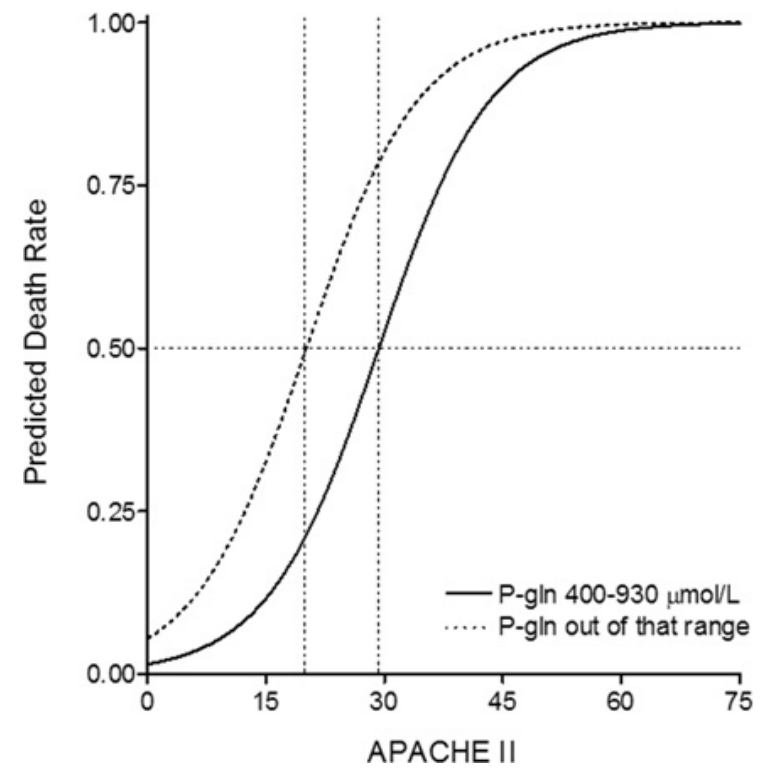 1.00
0.75
0.50
0.25
0.00
Predicted Death Rate
P-gln 400-930 μmol/L
P-gln out of that range
0 15 30 45 60 75
APACHE II